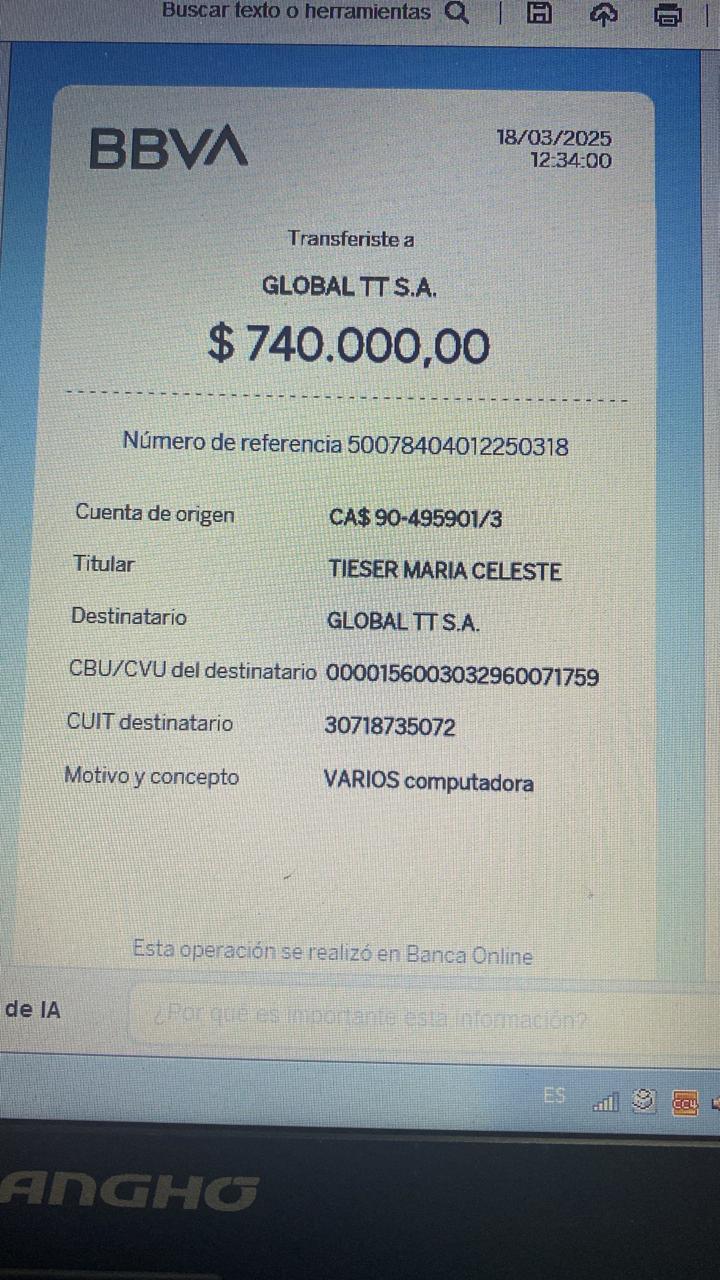 Buscar texto o herramientas
BBVA
18/03/2025
12:34:00
Transferiste a
GLOBAL TT S.A.
$ 740.000,00
Número de referencia 50078404012250318
Cuenta de origen CA$ 90-495901/3
Titular TIESER MARIA CELESTE
Destinatario GLOBAL TT S.A.
CBU/CVU del destinatario 0000156003032960071759
CUIT destinatario 30718735072
Motivo y concepto VARIOS computadora
Esta operación se realizó en Banca Online
de IA
¿Por qué es importante esta información?
ES
CCU
ANGHO